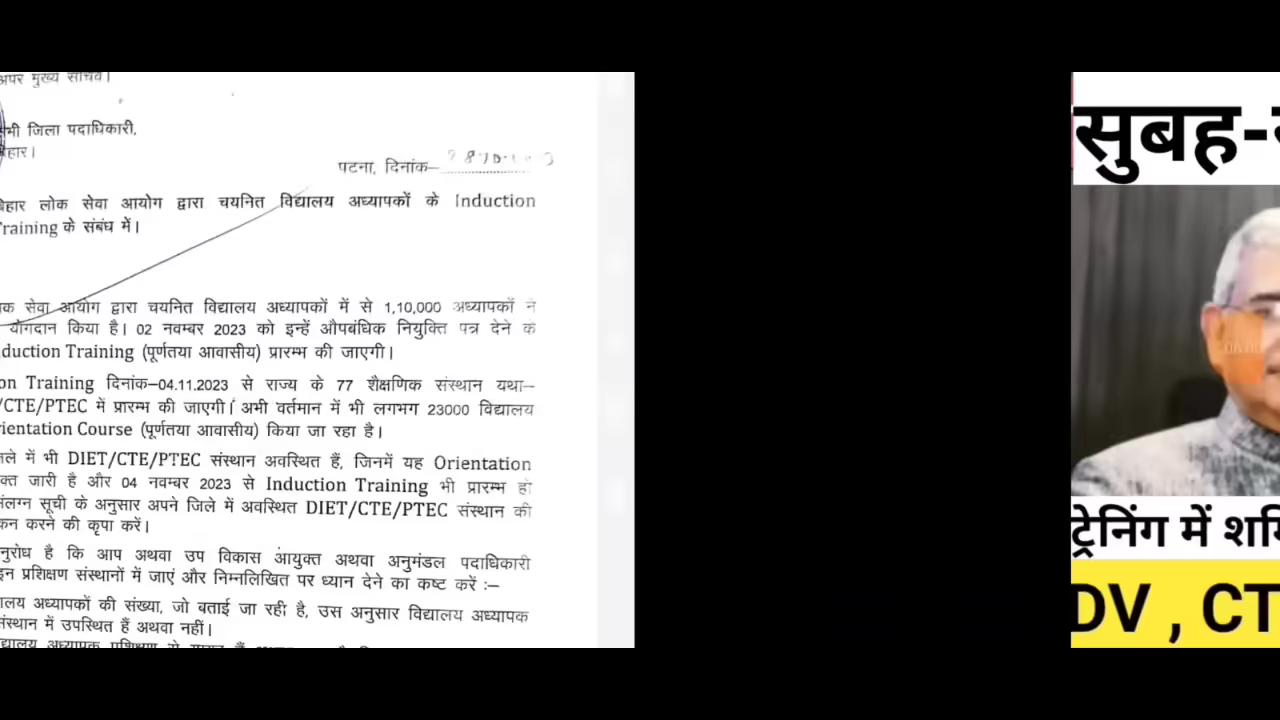 अपर मुख्य सचिव।
भी जिला पदाधिकारी,
बिहार।
पटना, दिनांक–
बिहार लोक सेवा आयोग द्वारा चयनित विद्यालय अध्यापकों के Induction
Training के संबंध में।
क सेवा आयोग द्वारा चयनित विद्यालय अध्यापकों में से 1,10,000 अध्यापकों ने
योगदान किया है। 02 नवम्बर 2023 को इन्हें औपबंधिक नियुक्ति पत्र देने के
duction Training (पूर्णतया आवासीय) प्रारम्भ की जाएगी।
on Training दिनांक–04.11.2023 से राज्य के 77 शैक्षणिक संस्थान यथा–
/CTE/PTEC में प्रारम्भ की जाएगी। अभी वर्तमान में भी लगभग 23000 विद्यालय
ientation Course (पूर्णतया आवासीय) किया जा रहा है।
ले में भी DIET/CTE/PTEC संस्थान अवस्थित हैं, जिनमें यह Orientation
क्त जारी है और 04 नवम्बर 2023 से Induction Training भी प्रारम्भ हो
संलग्न सूची के अनुसार अपने जिले में अवस्थित DIET/CTE/PTEC संस्थान की
कन करने की कृपा करें।
नुरोध है कि आप अथवा उप विकास आयुक्त अथवा अनुमंडल पदाधिकारी
इन प्रशिक्षण संस्थानों में जाएं और निम्नलिखित पर ध्यान देने का कष्ट करें :–
ालय अध्यापकों की संख्या, जो बताई जा रही है, उस अनुसार विद्यालय अध्यापक
संस्थान में उपस्थित हैं अथवा नहीं।
सुबह-
ट्रेनिंग में शामि
DV , CT